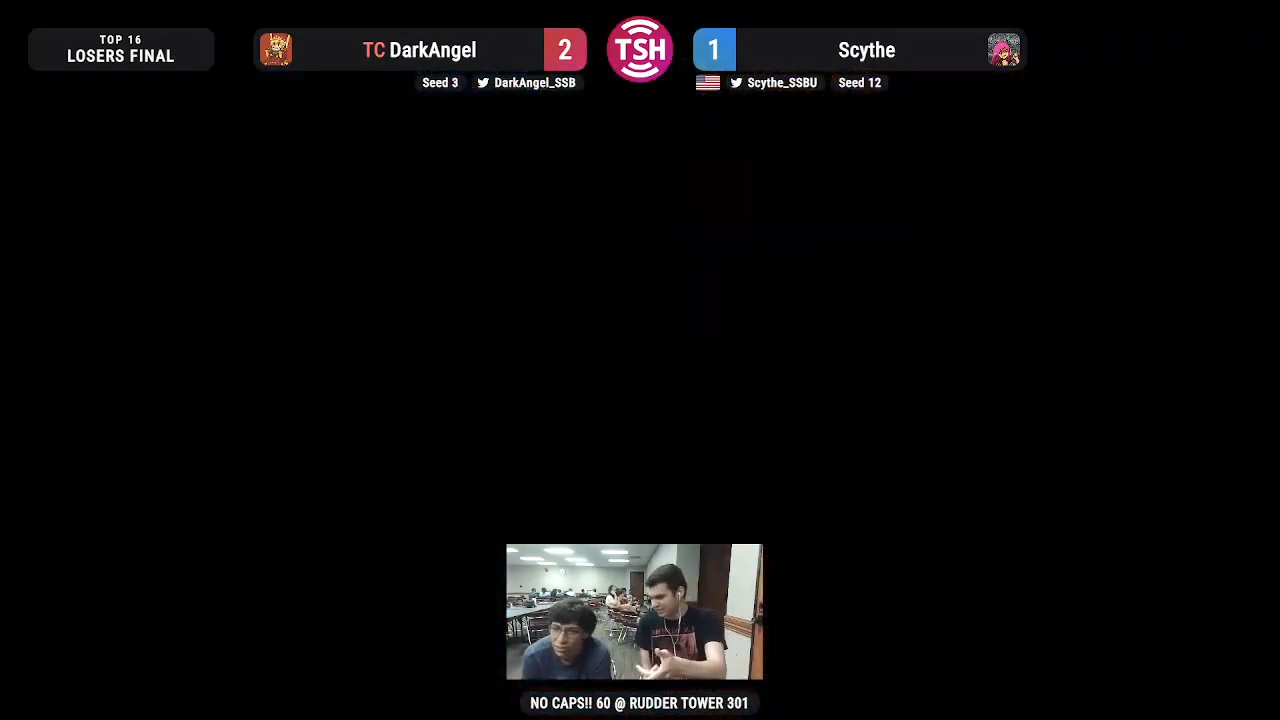 TOP 16
LOSERS FINAL
TC DarkAngel
2
TSH
1
Scythe
Seed 3
DarkAngel_SSB
Scythe_SSBU
Seed 12
NO CAPS!! 60 @ RUDDER TOWER 301